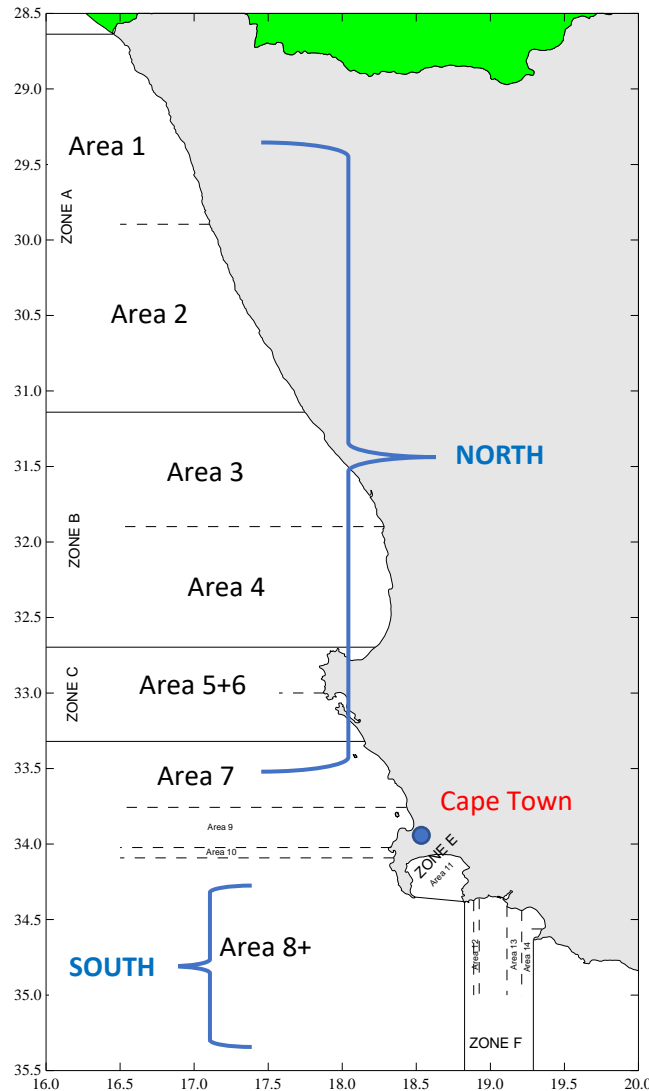 28.5
29.0
Area 1
29.5
ZONE A
30.0
Area 2
30.5
31.0
NORTH
31.5
Area 3
ZONE B
32.0
Area 4
32.5
Area 5+6
ZONE C
33.0
33.5
Area 7
Cape Town
Area 9
34.0
Area 10
ZONE E
Area 11
34.5
Area 8+
SOUTH
Area 12
Area 13
Area 14
35.0
ZONE F
35.5
16.0 16.5 17.0 17.5 18.0 18.5 19.0 19.5 20.0